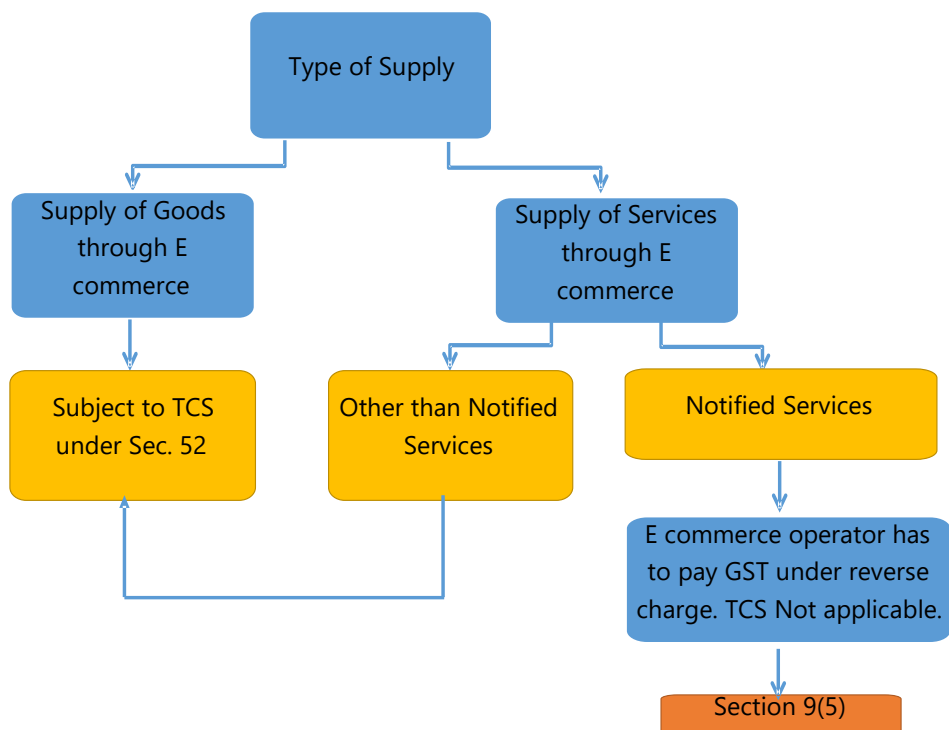 Type of Supply
Supply of Goods
through E
commerce
Supply of Services
through E
commerce
Subject to TCS
under Sec. 52
Other than Notified
Services
Notified Services
E commerce operator has
to pay GST under reverse
charge. TCS Not applicable.
Section 9(5)